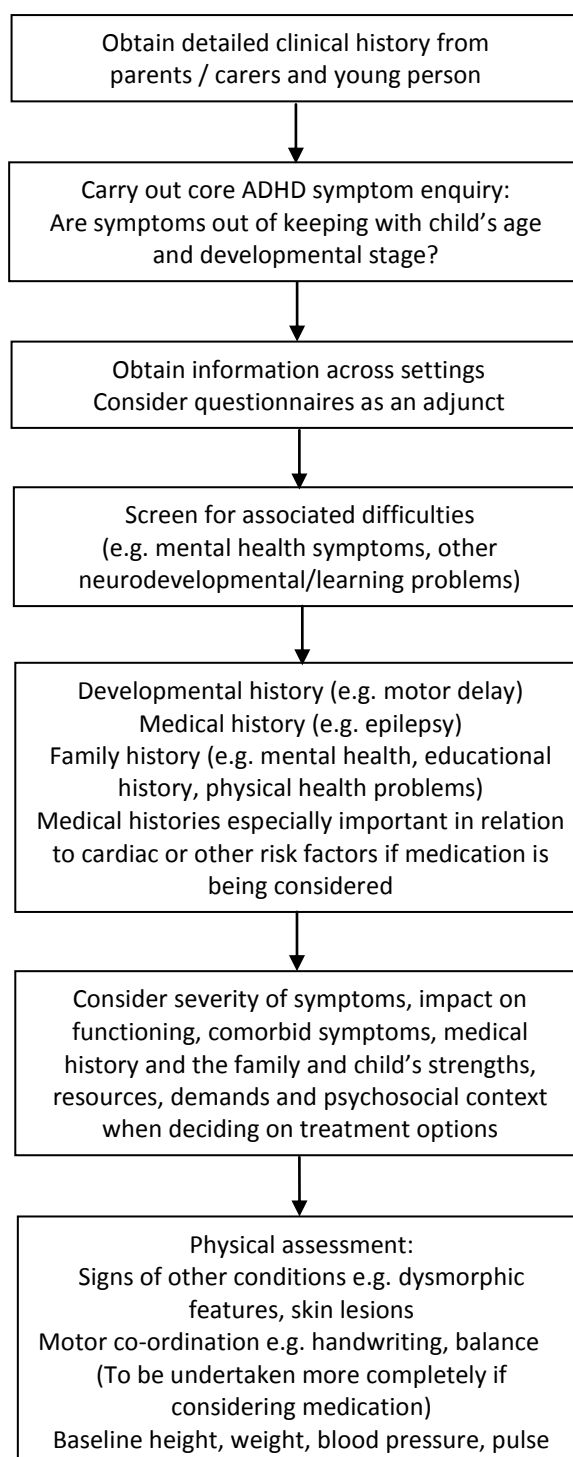 Obtain detailed clinical history from
parents / carers and young person
Carry out core ADHD symptom enquiry:
Are symptoms out of keeping with child’s age
and developmental stage?
Obtain information across settings
Consider questionnaires as an adjunct
Screen for associated difficulties
(e.g. mental health symptoms, other
neurodevelopmental/learning problems)
Developmental history (e.g. motor delay)
Medical history (e.g. epilepsy)
Family history (e.g. mental health, educational
history, physical health problems)
Medical histories especially important in relation
to cardiac or other risk factors if medication is
being considered
Consider severity of symptoms, impact on
functioning, comorbid symptoms, medical
history and the family and child’s strengths,
resources, demands and psychosocial context
when deciding on treatment options
Physical assessment:
Signs of other conditions e.g. dysmorphic
features, skin lesions
Motor co-ordination e.g. handwriting, balance
(To be undertaken more completely if
considering medication)
Baseline height, weight, blood pressure, pulse